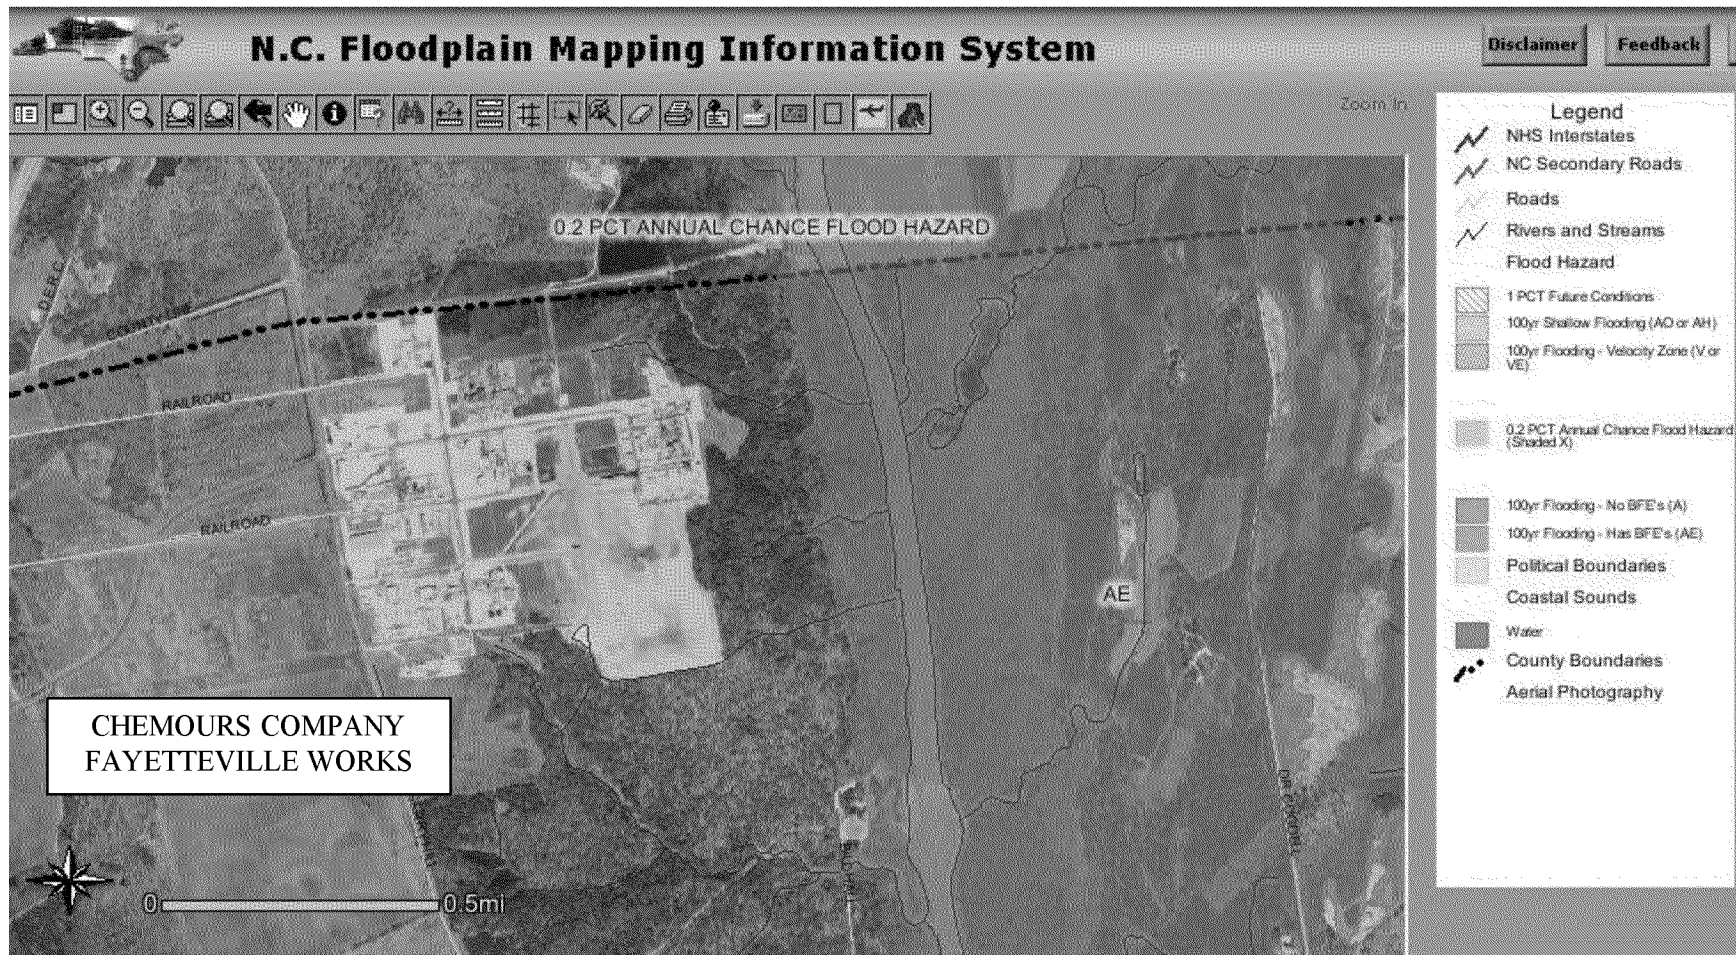 N.C. Floodplain Mapping Information System
Disclaimer
Feedback
Zoom In
Legend
NHS Interstates
NC Secondary Roads
Roads
Rivers and Streams
Flood Hazard
1 PCT Future Conditions
100yr Shallow Flooding (AO or AH)
100yr Flooding - Velocity Zone (V or
VE)
0.2 PCT Annual Chance Flood Hazard
(Shaded X)
100yr Flooding - No BFE's (A)
100yr Flooding - Has BFE's (AE)
Political Boundaries
Coastal Sounds
Water
County Boundaries
Aerial Photography
0.2 PCT ANNUAL CHANCE FLOOD HAZARD
COUNTY LINE
RAILROAD
RAILROAD
AE
CHEMOURS COMPANY
FAYETTEVILLE WORKS
0
0.5mi